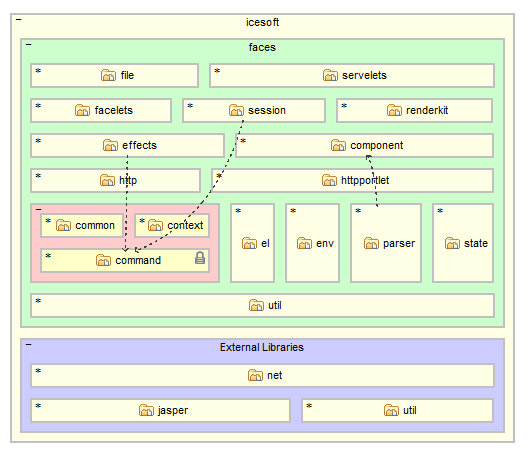 icesoft
faces
* file
* servelets
* facelets
* session
* renderkit
* effects
* component
* http
* httpportlet
* common
* context
* command
* el
* env
* parser
* state
* util
External Libraries
* net
* jasper
* util